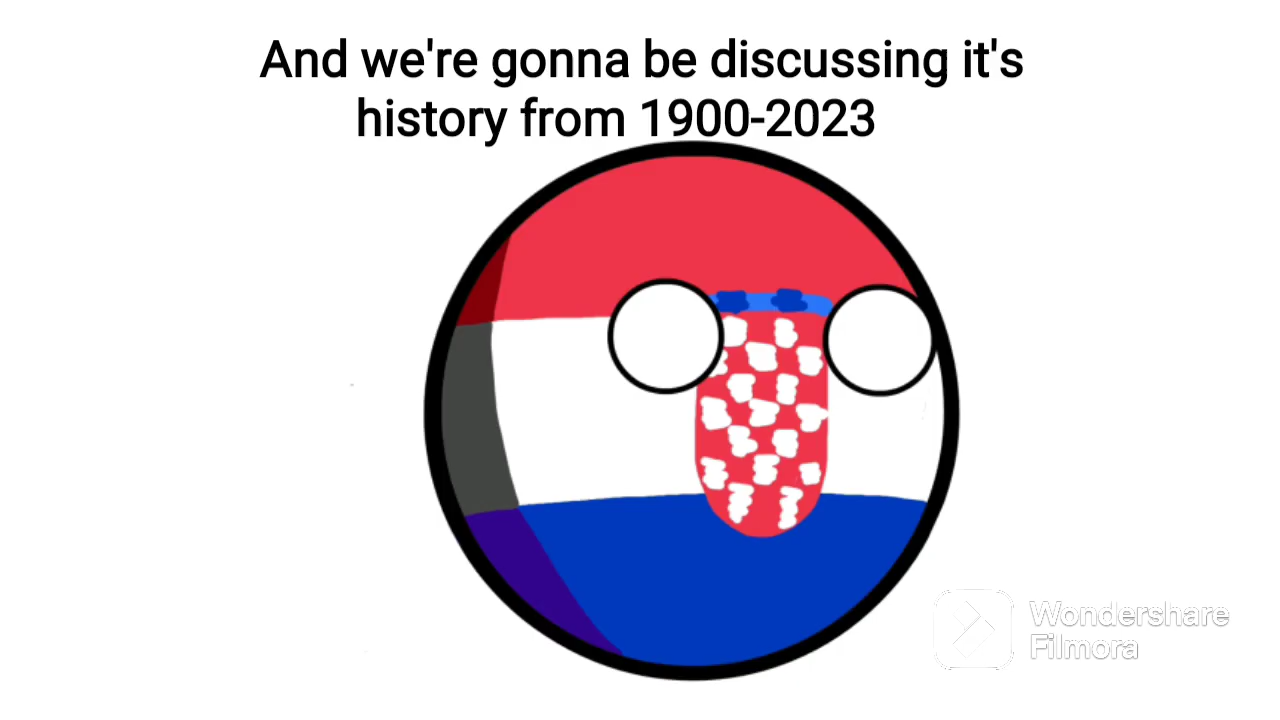 And we're gonna be discussing it's
history from 1900-2023
Wondershare
Filmora